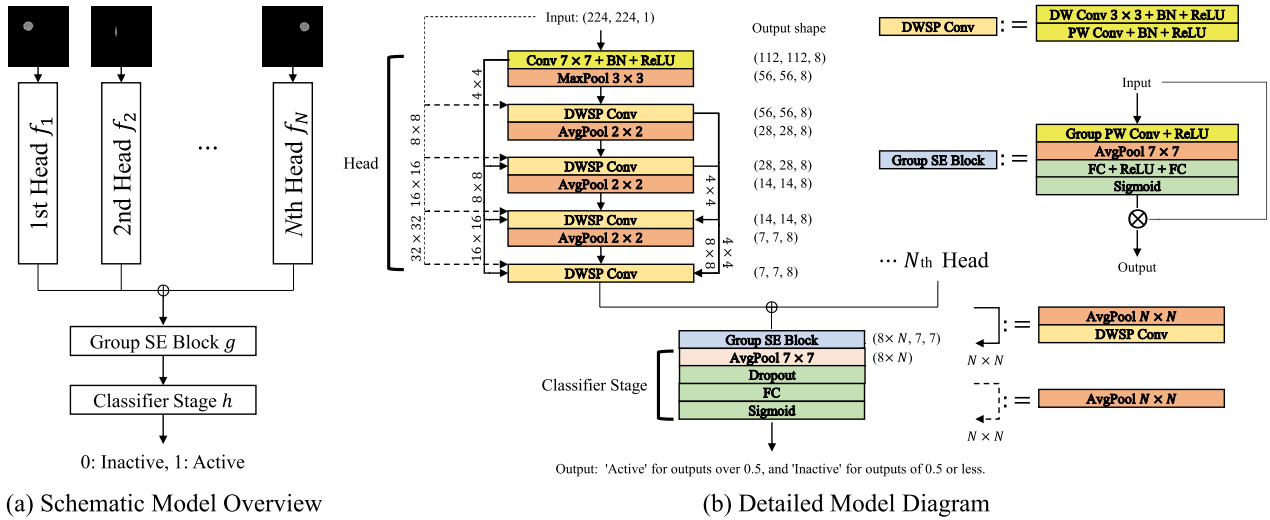 1st Head f₁
2nd Head f₂
...
Nth Head f_N
Group SE Block g
Classifier Stage h
0: Inactive, 1: Active
(a) Schematic Model Overview
Input: (224, 224, 1)
Output shape
Head
Conv 7 × 7 + BN + ReLU
(112, 112, 8)
MaxPool 3 × 3
(56, 56, 8)
DWSP Conv
(56, 56, 8)
AvgPool 2 × 2
(28, 28, 8)
DWSP Conv
(28, 28, 8)
AvgPool 2 × 2
(14, 14, 8)
DWSP Conv
(14, 14, 8)
AvgPool 2 × 2
(7, 7, 8)
DWSP Conv
(7, 7, 8)
8 × 8
16 × 16
32 × 32
4 × 4
8 × 8
16 × 16
4 × 4
8 × 8
4 × 4
... Nth Head
Group SE Block
(8× N, 7, 7)
Classifier Stage
AvgPool 7 × 7
(8× N)
Dropout
FC
Sigmoid
Output: 'Active' for outputs over 0.5, and 'Inactive' for outputs of 0.5 or less.
DWSP Conv
:=
DW Conv 3 × 3 + BN + ReLU
PW Conv + BN + ReLU
Input
Group SE Block
:=
Group PW Conv + ReLU
AvgPool 7 × 7
FC + ReLU + FC
Sigmoid
Output
N × N
:=
AvgPool N × N
DWSP Conv
N × N
:=
AvgPool N × N
(b) Detailed Model Diagram